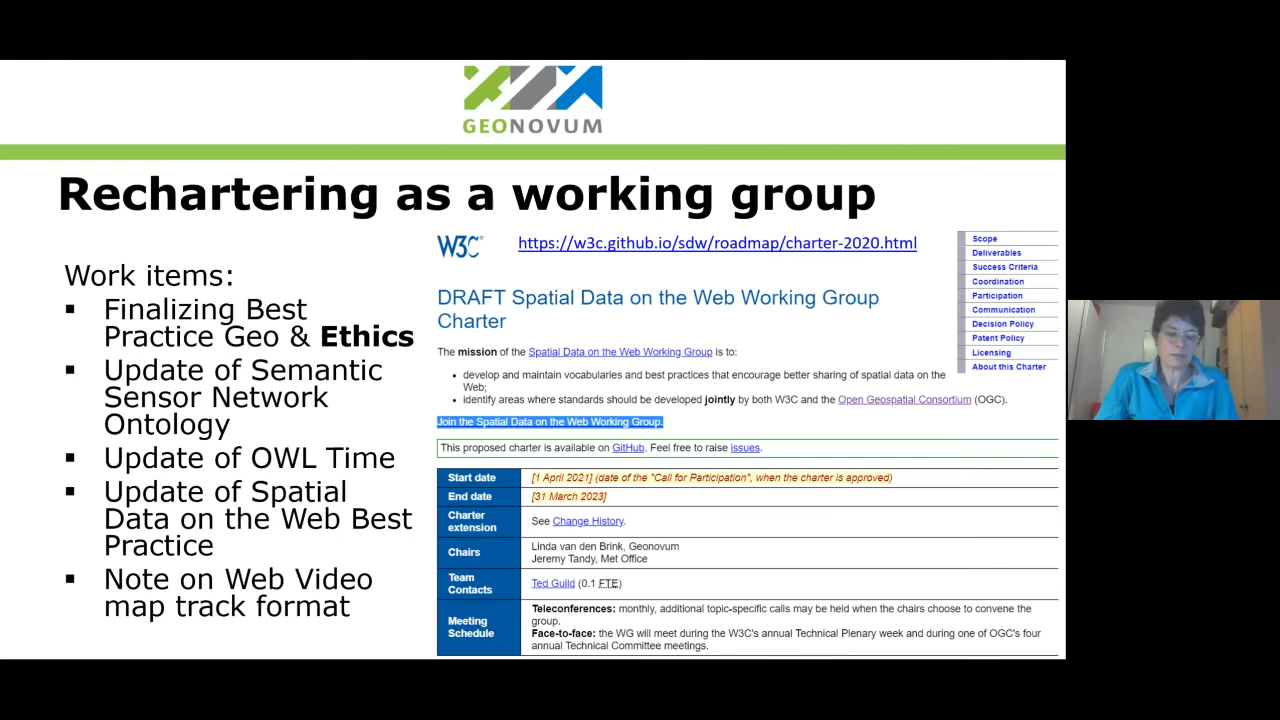 GEONOVUM
Rechartering as a working group
Work items:
▪ Finalizing Best
Practice Geo & Ethics
▪ Update of Semantic
Sensor Network
Ontology
▪ Update of OWL Time
▪ Update of Spatial
Data on the Web Best
Practice
▪ Note on Web Video
map track format
W3C®
https://w3c.github.io/sdw/roadmap/charter-2020.html
DRAFT Spatial Data on the Web Working Group
Charter
The mission of the Spatial Data on the Web Working Group is to:
• develop and maintain vocabularies and best practices that encourage better sharing of spatial data on the
Web;
• identify areas where standards should be developed jointly by both W3C and the Open Geospatial Consortium (OGC).
Join the Spatial Data on the Web Working Group.
This proposed charter is available on GitHub. Feel free to raise issues.
Start date [1 April 2021] (date of the "Call for Participation", when the charter is approved)
End date [31 March 2023]
Charter
extension
See Change History.
Chairs
Linda van den Brink, Geonovum
Jeremy Tandy, Met Office
Team
Contacts
Ted Guild (0.1 FTE)
Meeting
Schedule
Teleconferences: monthly, additional topic-specific calls may be held when the chairs choose to convene the
group.
Face-to-face: the WG will meet during the W3C's annual Technical Plenary week and during one of OGC's four
annual Technical Committee meetings.
Scope
Deliverables
Success Criteria
Coordination
Participation
Communication
Decision Policy
Patent Policy
Licensing
About this Charter